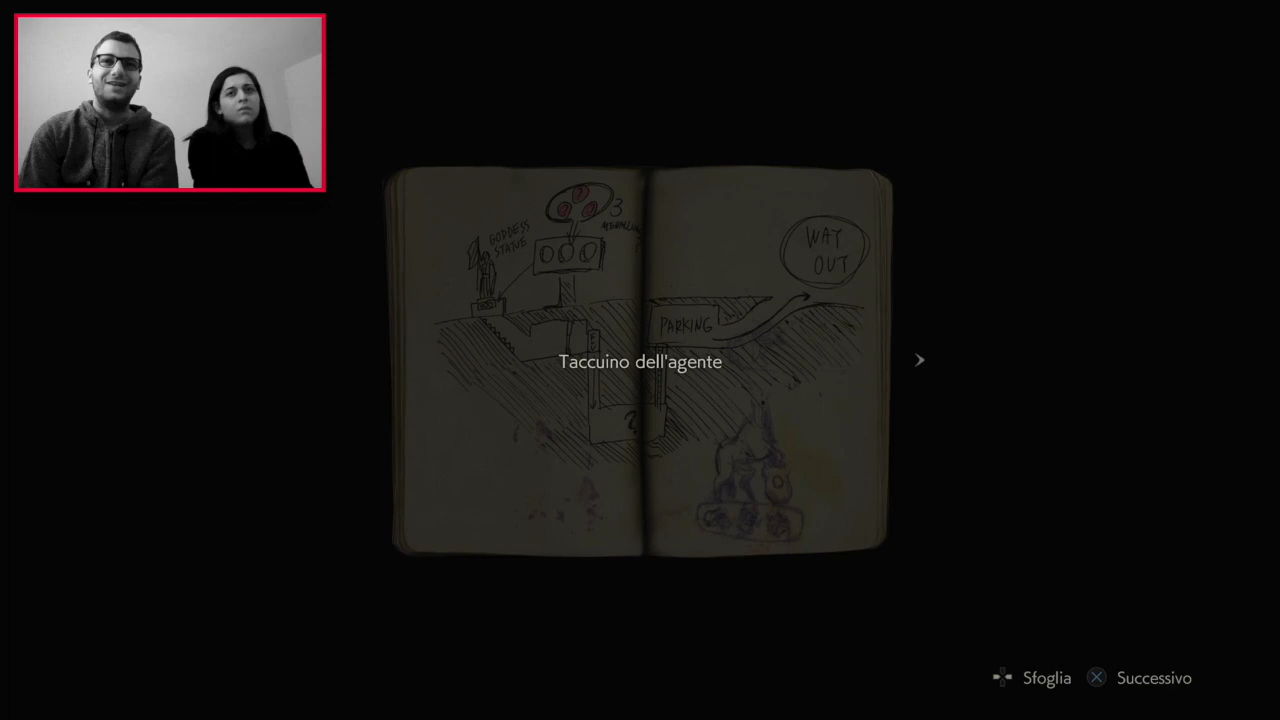 3
GODDESS
STATUE
WAY
OUT
PARKING
?
Taccuino dell'agente
Sfoglia
Successivo